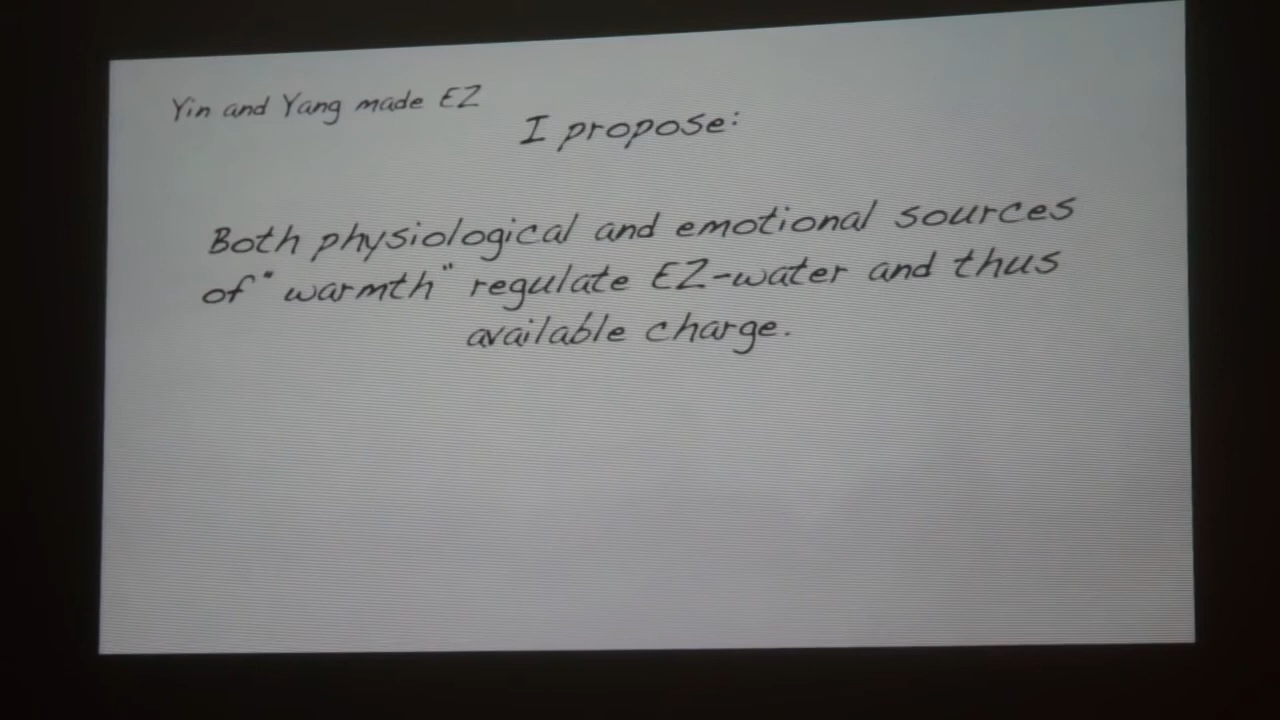 Yin and Yang made EZ
I propose:
Both physiological and emotional sources
of "warmth" regulate EZ-water and thus
available charge.